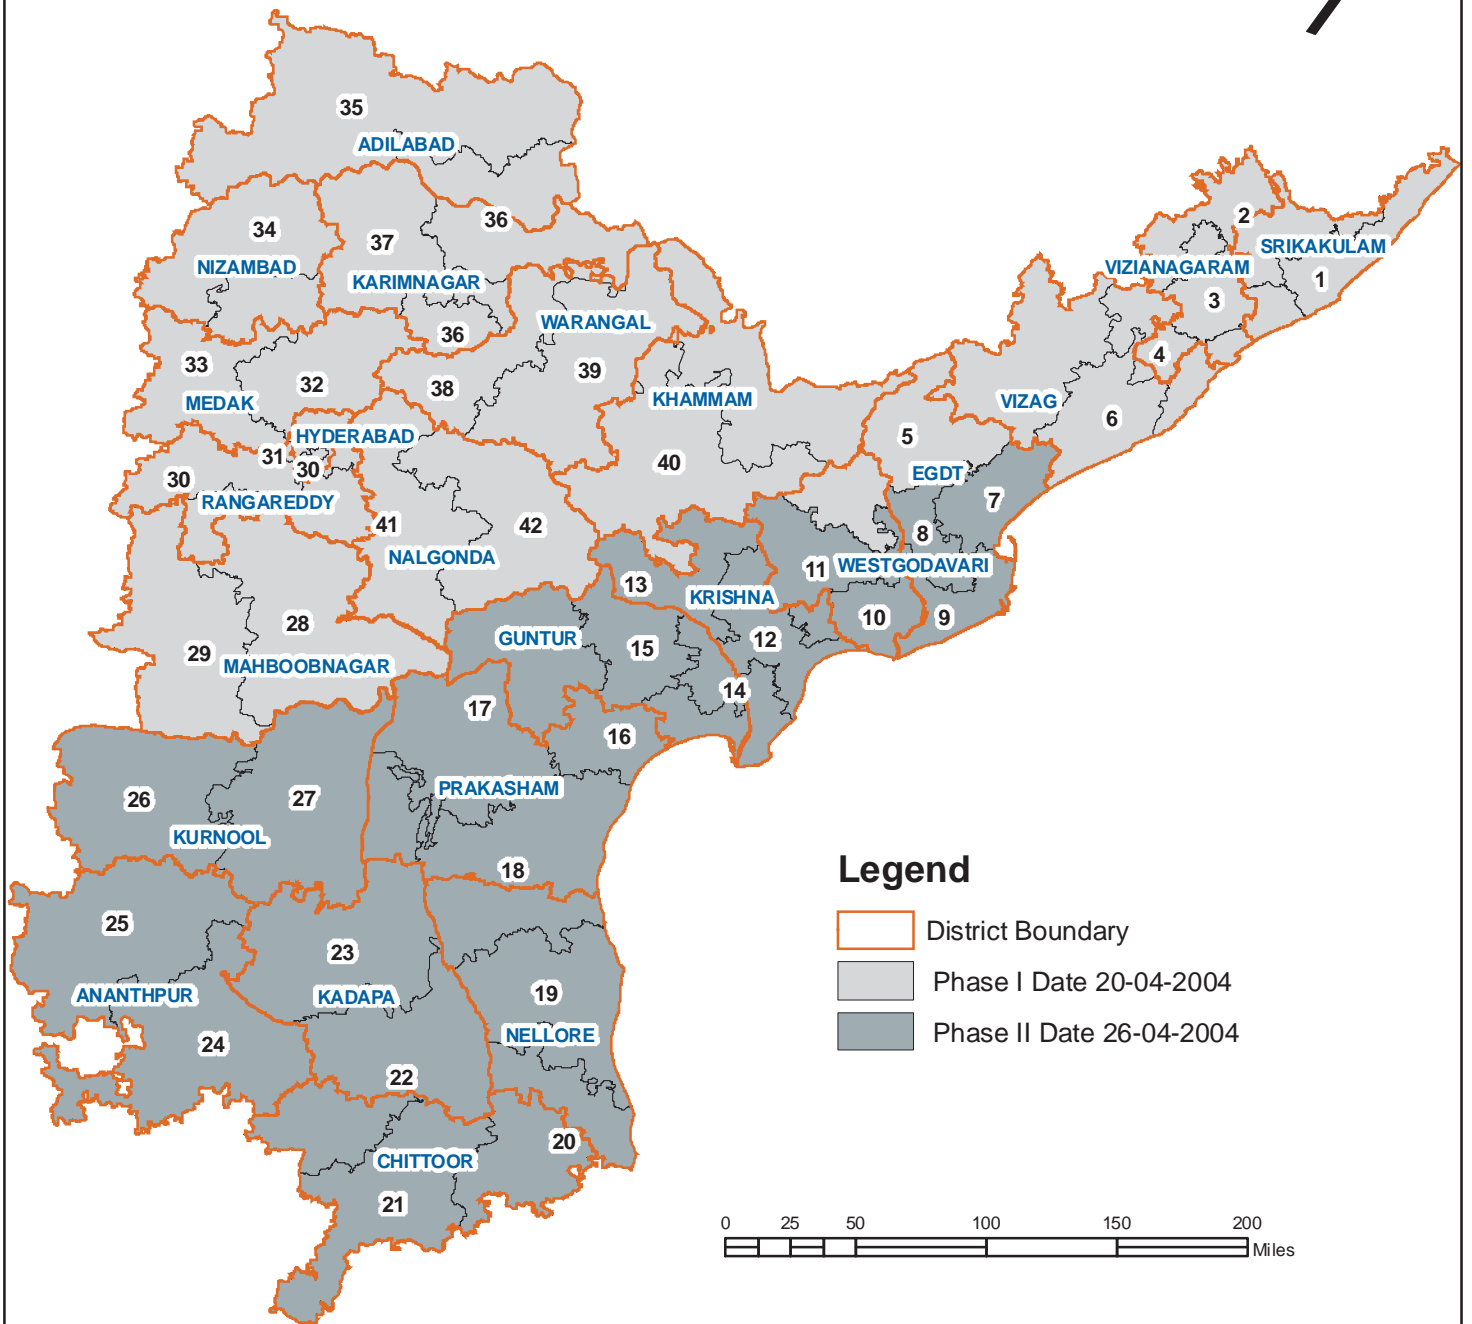 35
ADILABAD
36
2
34
37
SRIKAKULAM
NIZAMBAD
VIZIANAGARAM
KARIMNAGAR
1
3
WARANGAL
36
4
33
39
32
38
KHAMMAM
MEDAK
VIZAG
6
HYDERABAD
5
31
30
40
30
EGDT
RANGAREDDY
7
41
42
8
NALGONDA
11
WESTGODAVARI
13
KRISHNA
28
10
9
GUNTUR
12
15
29
MAHBOOBNAGAR
14
17
16
PRAKASHAM
26
27
KURNOOL
18
Legend
25
District Boundary
23
Phase I Date 20-04-2004
ANANTHPUR
KADAPA
19
NELLORE
Phase II Date 26-04-2004
24
22
20
CHITTOOR
21
0 25 50 100 150 200
Miles